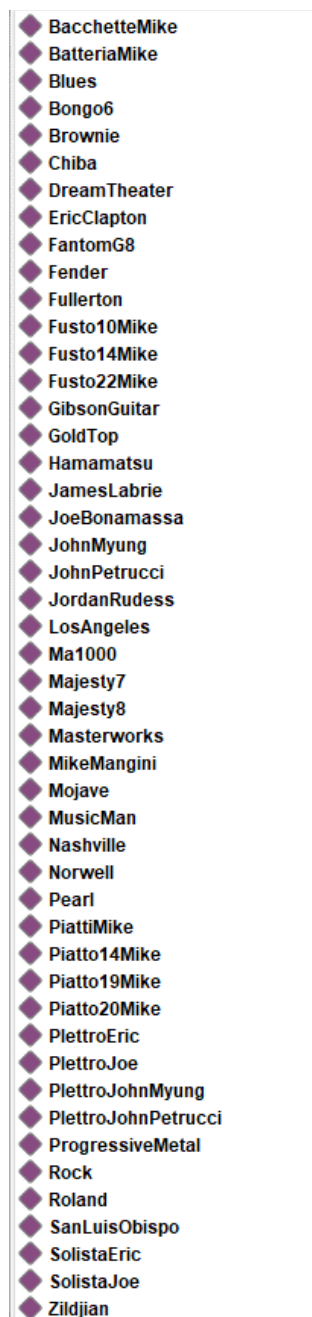 BacchetteMike
BatteriaMike
Blues
Bongo6
Brownie
Chiba
DreamTheater
EricClapton
FantomG8
Fender
Fullerton
Fusto10Mike
Fusto14Mike
Fusto22Mike
GibsonGuitar
GoldTop
Hamamatsu
JamesLabrie
JoeBonamassa
JohnMyung
JohnPetrucci
JordanRudess
LosAngeles
Ma1000
Majesty7
Majesty8
Masterworks
MikeMangini
Mojave
MusicMan
Nashville
Norwell
Pearl
PiattiMike
Piatto14Mike
Piatto19Mike
Piatto20Mike
PlettroEric
PlettroJoe
PlettroJohnMyung
PlettroJohnPetrucci
ProgressiveMetal
Rock
Roland
SanLuisObispo
SolistaEric
SolistaJoe
Zildjian